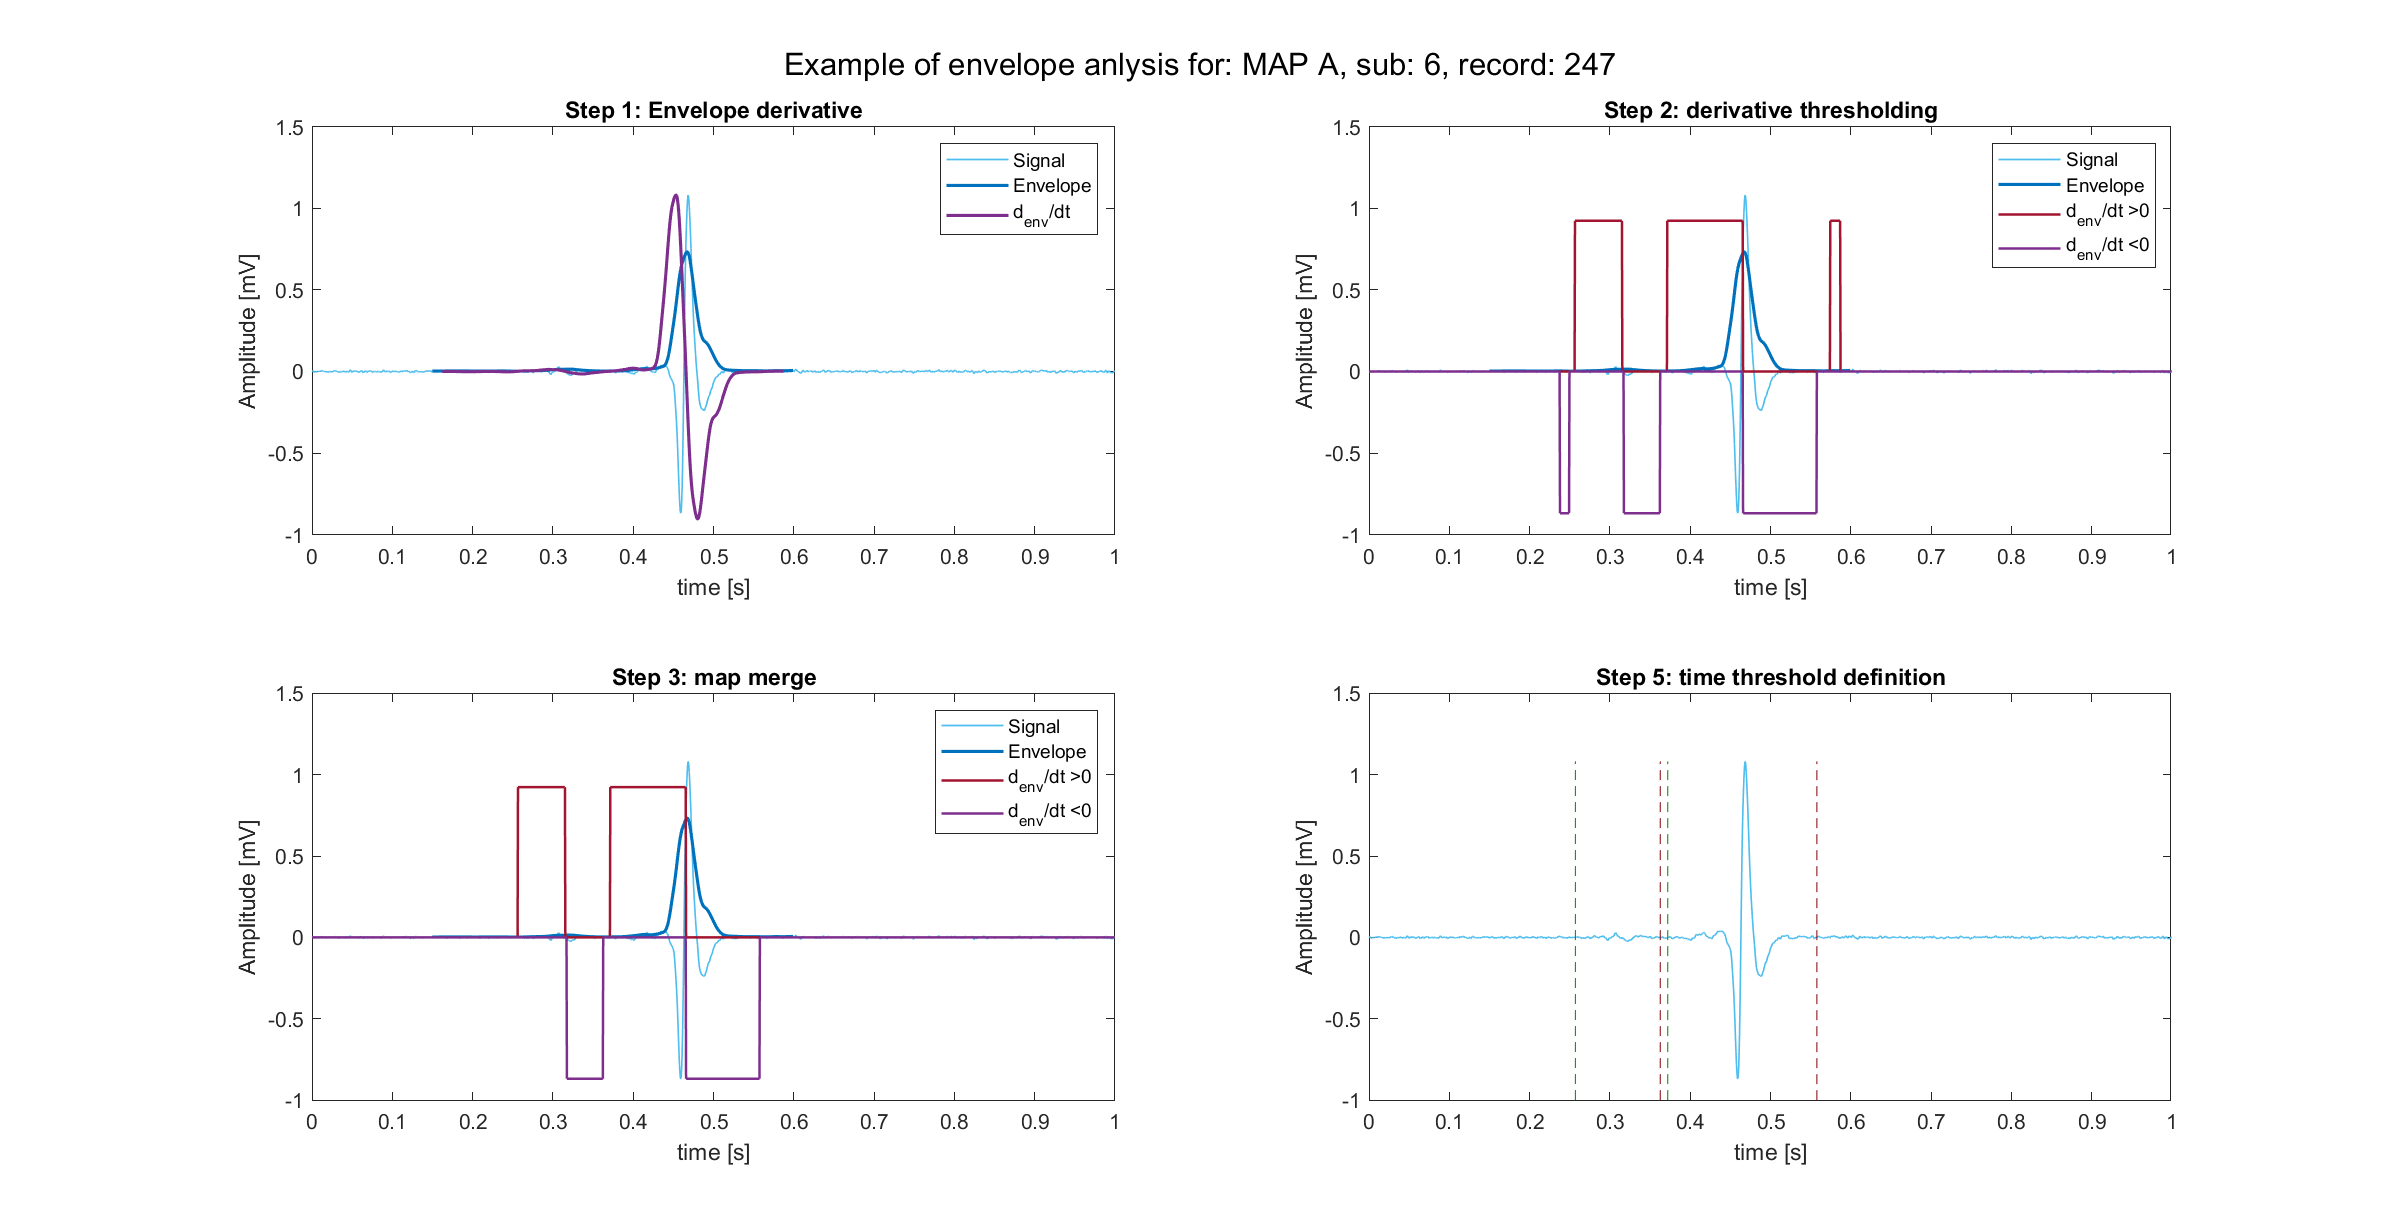 Example of envelope anlysis for: MAP A, sub: 6, record: 247
Step 1: Envelope derivative
1.5
1
0.5
0
-0.5
-1
Amplitude [mV]
0 0.1 0.2 0.3 0.4 0.5 0.6 0.7 0.8 0.9 1
time [s]
Signal
Envelope
d_env/dt
Step 2: derivative thresholding
1.5
1
0.5
0
-0.5
-1
Amplitude [mV]
0 0.1 0.2 0.3 0.4 0.5 0.6 0.7 0.8 0.9 1
time [s]
Signal
Envelope
d_env/dt >0
d_env/dt <0
Step 3: map merge
1.5
1
0.5
0
-0.5
-1
Amplitude [mV]
0 0.1 0.2 0.3 0.4 0.5 0.6 0.7 0.8 0.9 1
time [s]
Signal
Envelope
d_env/dt >0
d_env/dt <0
Step 5: time threshold definition
1.5
1
0.5
0
-0.5
-1
Amplitude [mV]
0 0.1 0.2 0.3 0.4 0.5 0.6 0.7 0.8 0.9 1
time [s]